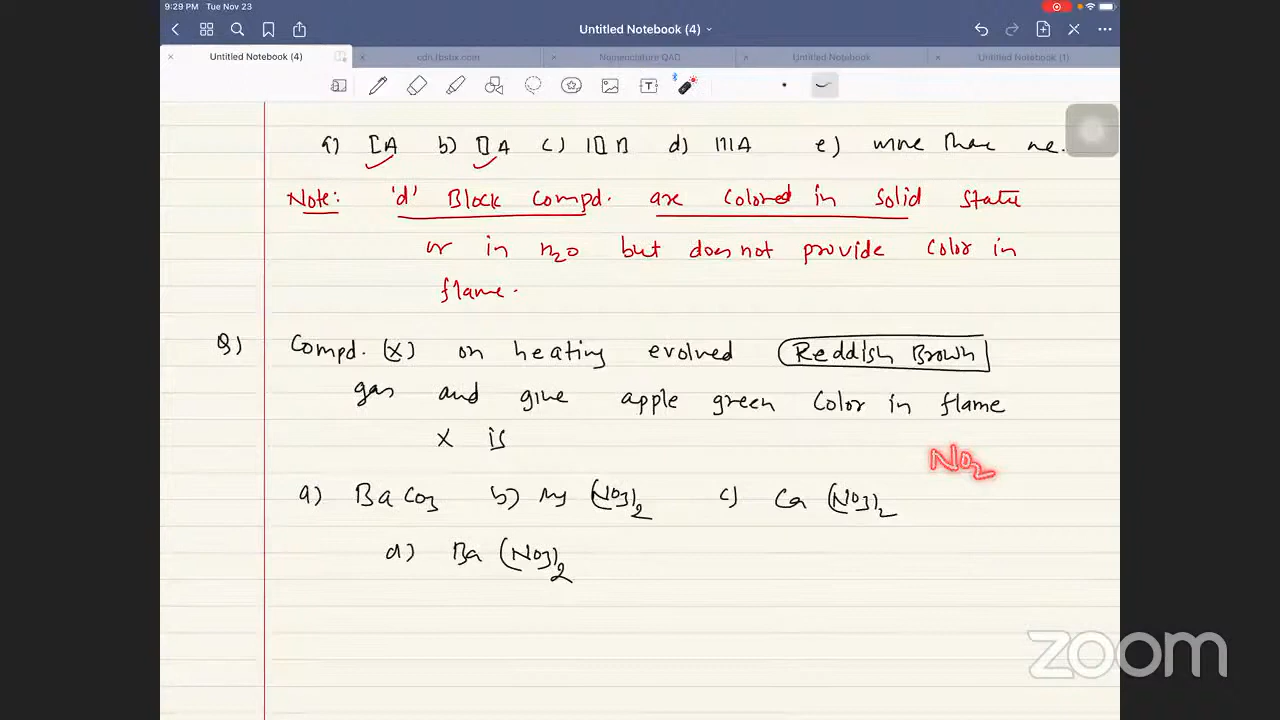 9:29 PM Tue Nov 23
Untitled Notebook (4)
Untitled Notebook (4) cdn.fbsbx.com Nomenclature QAD Untitled Notebook Untitled Notebook (1)
T
a) IA b) II A c) d) IIIA e) more than one.
Note: 'd' Block Compd. are Colored in Solid State
or in H2O but does not provide Color in
flame.
Q) Compd. (X) on heating evolved Reddish Brown
gas and give apple green Color in flame
X is
NO2
a) BaCO3 b) Mg (NO3)2 c) Ca (NO3)2
d) Ba (NO3)2
zoom